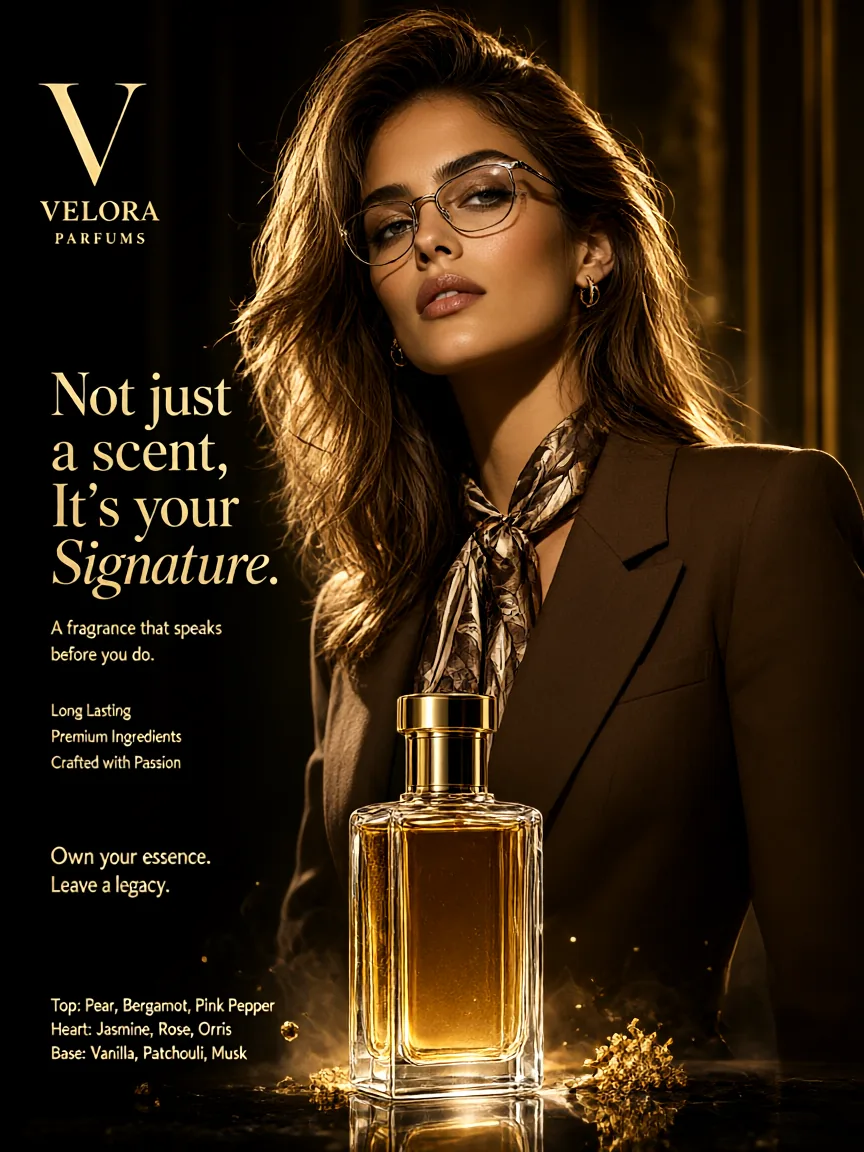 V
VELORA
PARFUMS
Not just
a scent,
It's your
Signature.
A fragrance that speaks
before you do.
Long Lasting
Premium Ingredients
Crafted with Passion
Own your essence.
Leave a legacy.
Top: Pear, Bergamot, Pink Pepper
Heart: Jasmine, Rose, Orris
Base: Vanilla, Patchouli, Musk